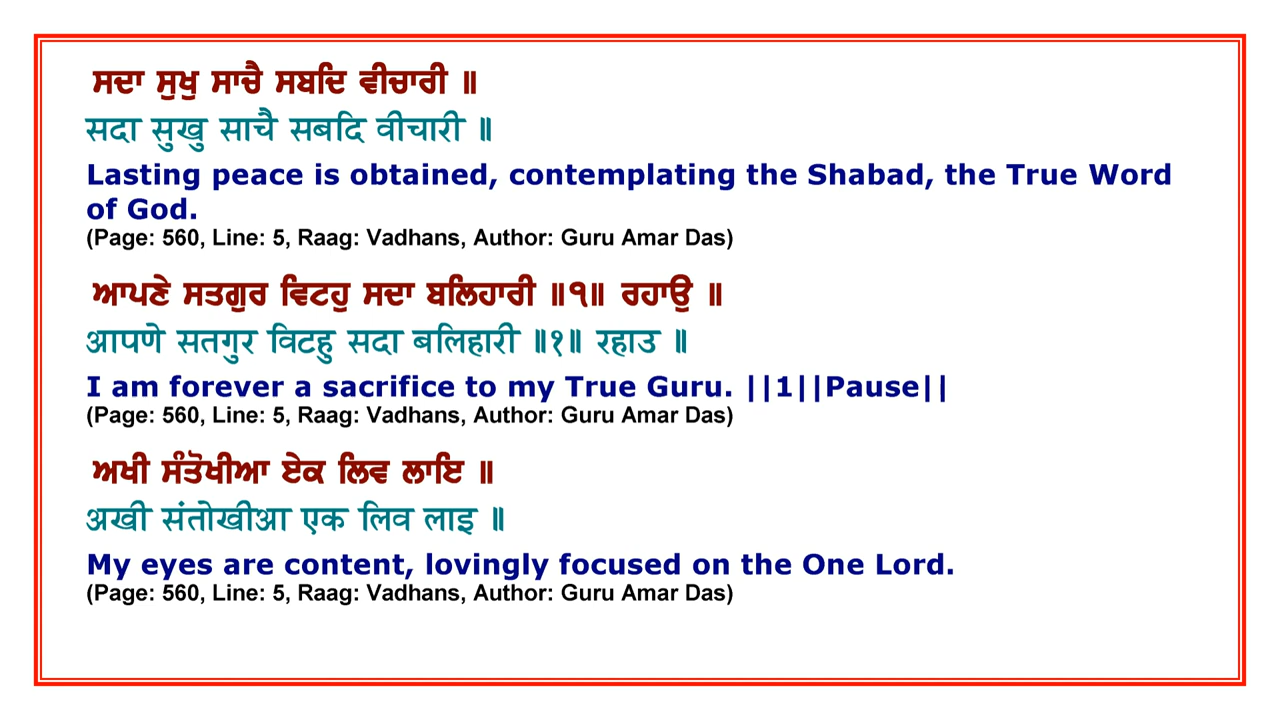 ਸਦਾ ਸੁਖੁ ਸਾਚੈ ਸਬਦਿ ਵੀਚਾਰੀ ॥
सदा सुखु साचै सबदि वीचारी ॥
Lasting peace is obtained, contemplating the Shabad, the True Word
of God.
(Page: 560, Line: 5, Raag: Vadhans, Author: Guru Amar Das)
ਆਪਣੇ ਸਤਗੁਰ ਵਿਟਹੁ ਸਦਾ ਬਲਿਹਾਰੀ ॥੧॥ ਰਹਾਉ ॥
आपणे सतगुर विटहु सदा बलिहारी ॥१॥ रहाउ ॥
I am forever a sacrifice to my True Guru. ||1||Pause||
(Page: 560, Line: 5, Raag: Vadhans, Author: Guru Amar Das)
ਅਖੀ ਸੰਤੋਖੀਆ ਏਕ ਲਿਵ ਲਾਇ ॥
अखी संतोखीआ एक लिव लाइ ॥
My eyes are content, lovingly focused on the One Lord.
(Page: 560, Line: 5, Raag: Vadhans, Author: Guru Amar Das)